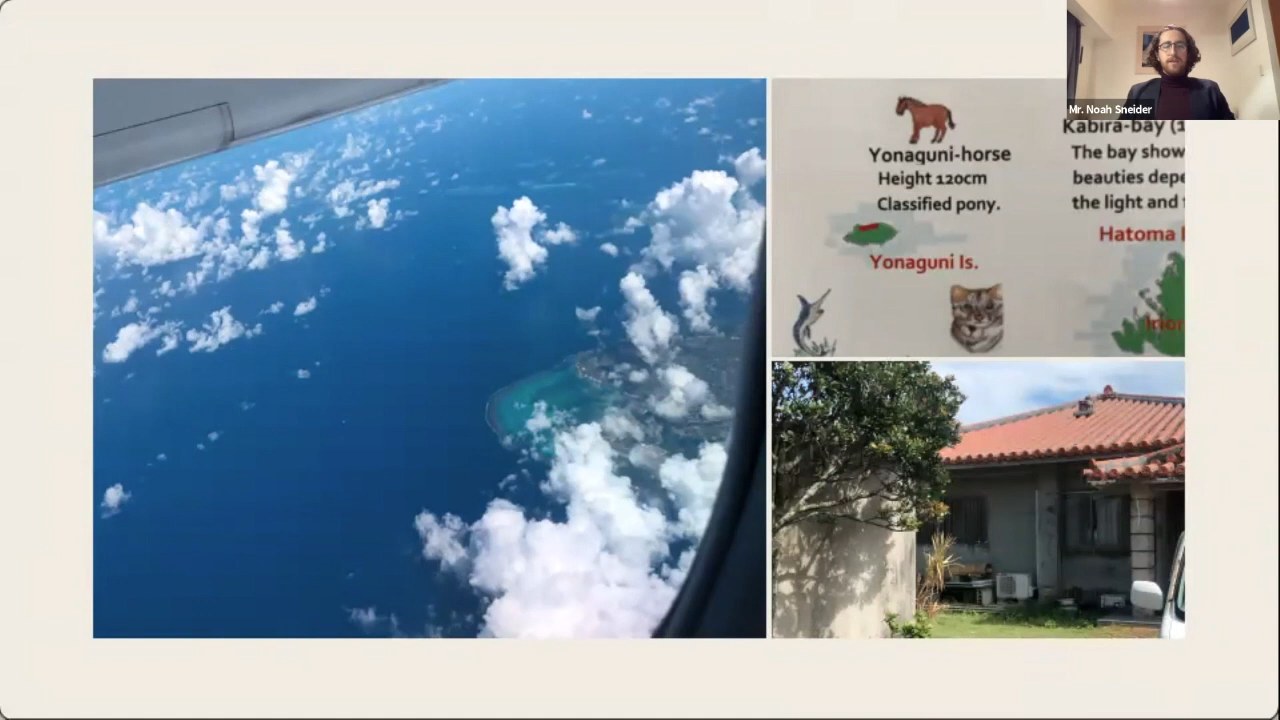 Mr. Noah Sneider
Yonaguni-horse
Height 120cm
Classified pony.
Yonaguni Is.
Kabira-bay (1
The bay show
beauties depe
the light and
Hatoma